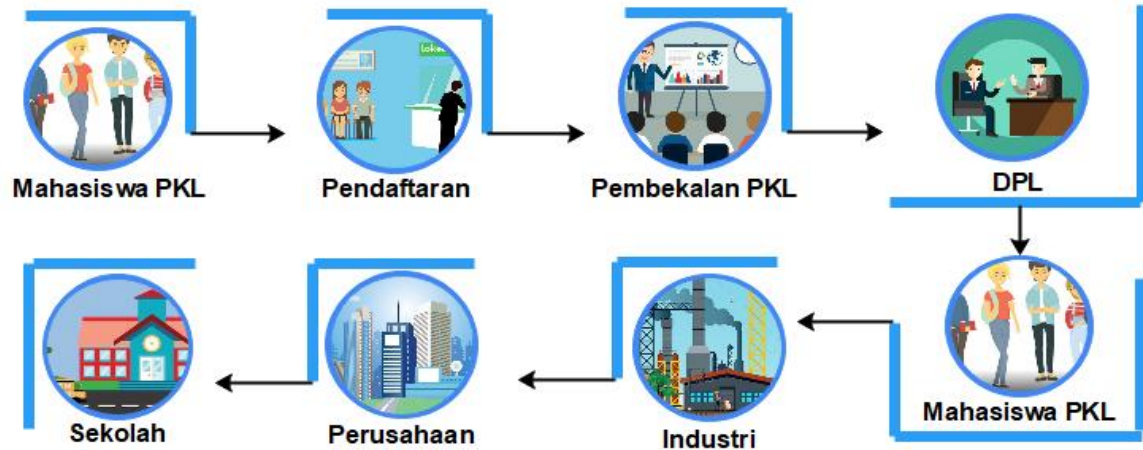 Mahasiswa PKL
Pendaftaran
Pembekalan PKL
DPL
Mahasiswa PKL
Industri
Perusahaan
Sekolah